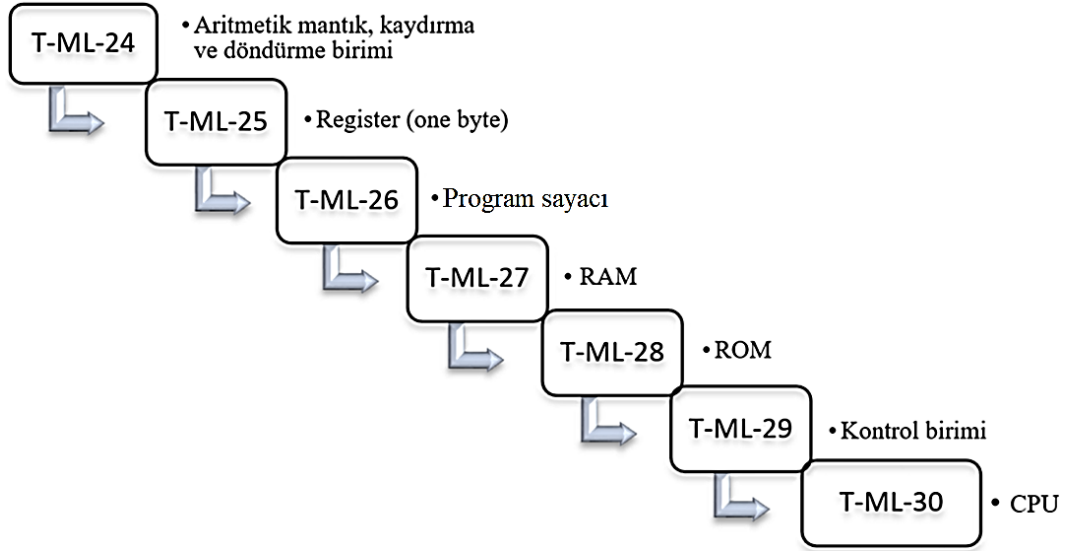 T-ML-24
•Aritmetik mantık, kaydırma
ve döndürme birimi
T-ML-25
•Register (one byte)
T-ML-26
•Program sayacı
T-ML-27
• RAM
T-ML-28
•ROM
T-ML-29
•Kontrol birimi
T-ML-30
• CPU